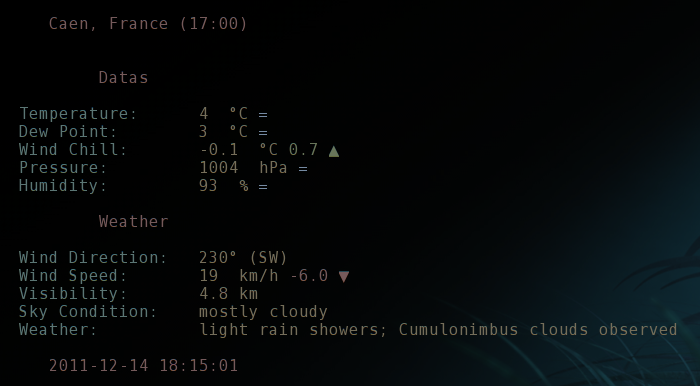 Caen, France (17:00)
Datas
Temperature: 4 °C =
Dew Point: 3 °C =
Wind Chill: -0.1 °C 0.7 ▲
Pressure: 1004 hPa =
Humidity: 93 % =
Weather
Wind Direction: 230° (SW)
Wind Speed: 19 km/h -6.0 ▼
Visibility: 4.8 km
Sky Condition: mostly cloudy
Weather: light rain showers; Cumulonimbus clouds observed
2011-12-14 18:15:01